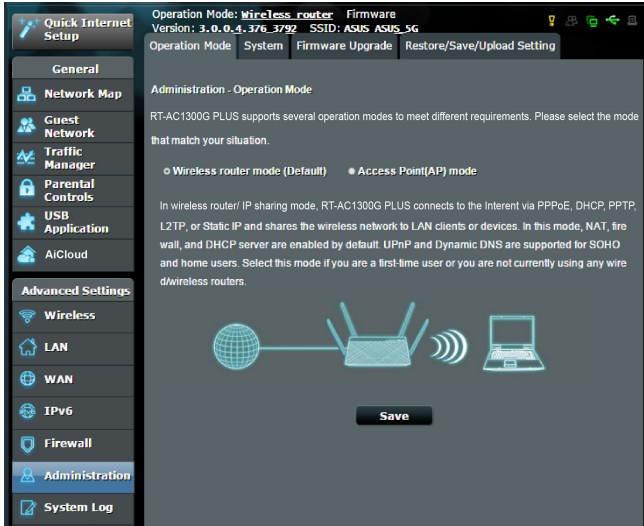 Quick Internet
Setup
Operation Mode: Wireless router Firmware
Version: 3.0.0.4.376_3792 SSID: ASUS ASUS_5G
Operation Mode System Firmware Upgrade Restore/Save/Upload Setting
General
Network Map
Guest
Network
Traffic
Manager
Parental
Controls
USB
Application
AiCloud
Advanced Settings
Wireless
LAN
WAN
IPv6
Firewall
Administration
System Log
Administration - Operation Mode
RT-AC1300G PLUS supports several operation modes to meet different requirements. Please select the mode
that match your situation.
Wireless router mode (Default) Access Point(AP) mode
In wireless router/ IP sharing mode, RT-AC1300G PLUS connects to the Interent via PPPoE, DHCP, PPTP,
L2TP, or Static IP and shares the wireless network to LAN clients or devices. In this mode, NAT, fire
wall, and DHCP server are enabled by default. UPnP and Dynamic DNS are supported for SOHO
and home users. Select this mode if you are a first-time user or you are not currently using any wire
d/wireless routers.
Save